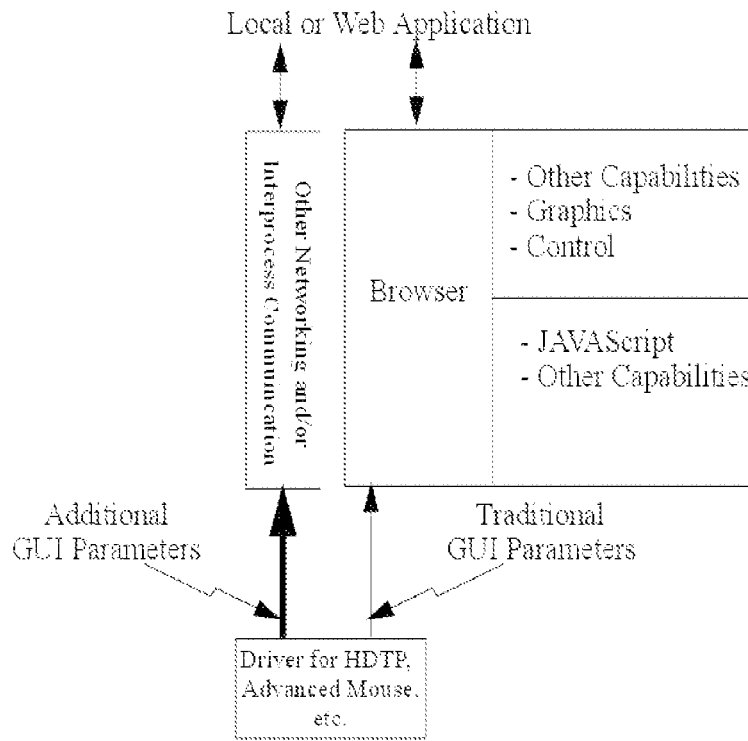 Local or Web Application
Other Networking and/or
Interprocess Communication
Browser
- Other Capabilities
- Graphics
- Control
- JAVAScript
- Other Capabilities
Additional
GUI Parameters
Traditional
GUI Parameters
Driver for HDTP,
Advanced Mouse,
etc.